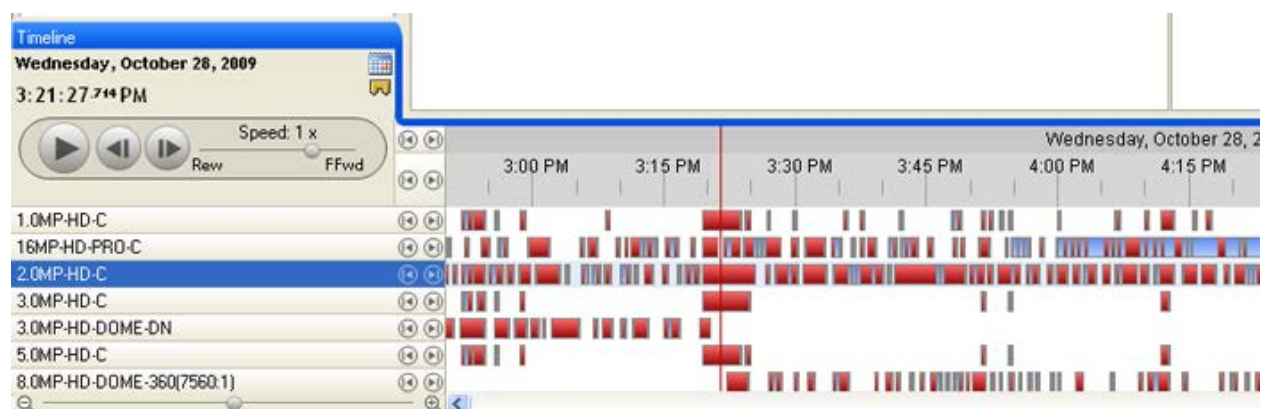 Timeline
Wednesday, October 28, 2009
3:21:27.714 PM
Speed: 1 x
Rew FFwd
Wednesday, October 28, 2
3:00 PM 3:15 PM 3:30 PM 3:45 PM 4:00 PM 4:15 PM
1.0MP-HD-C
16MP-HD-PRO-C
2.0MP-HD-C
3.0MP-HD-C
3.0MP-HD-DOME-DN
5.0MP-HD-C
8.0MP-HD-DOME-360(7560:1)